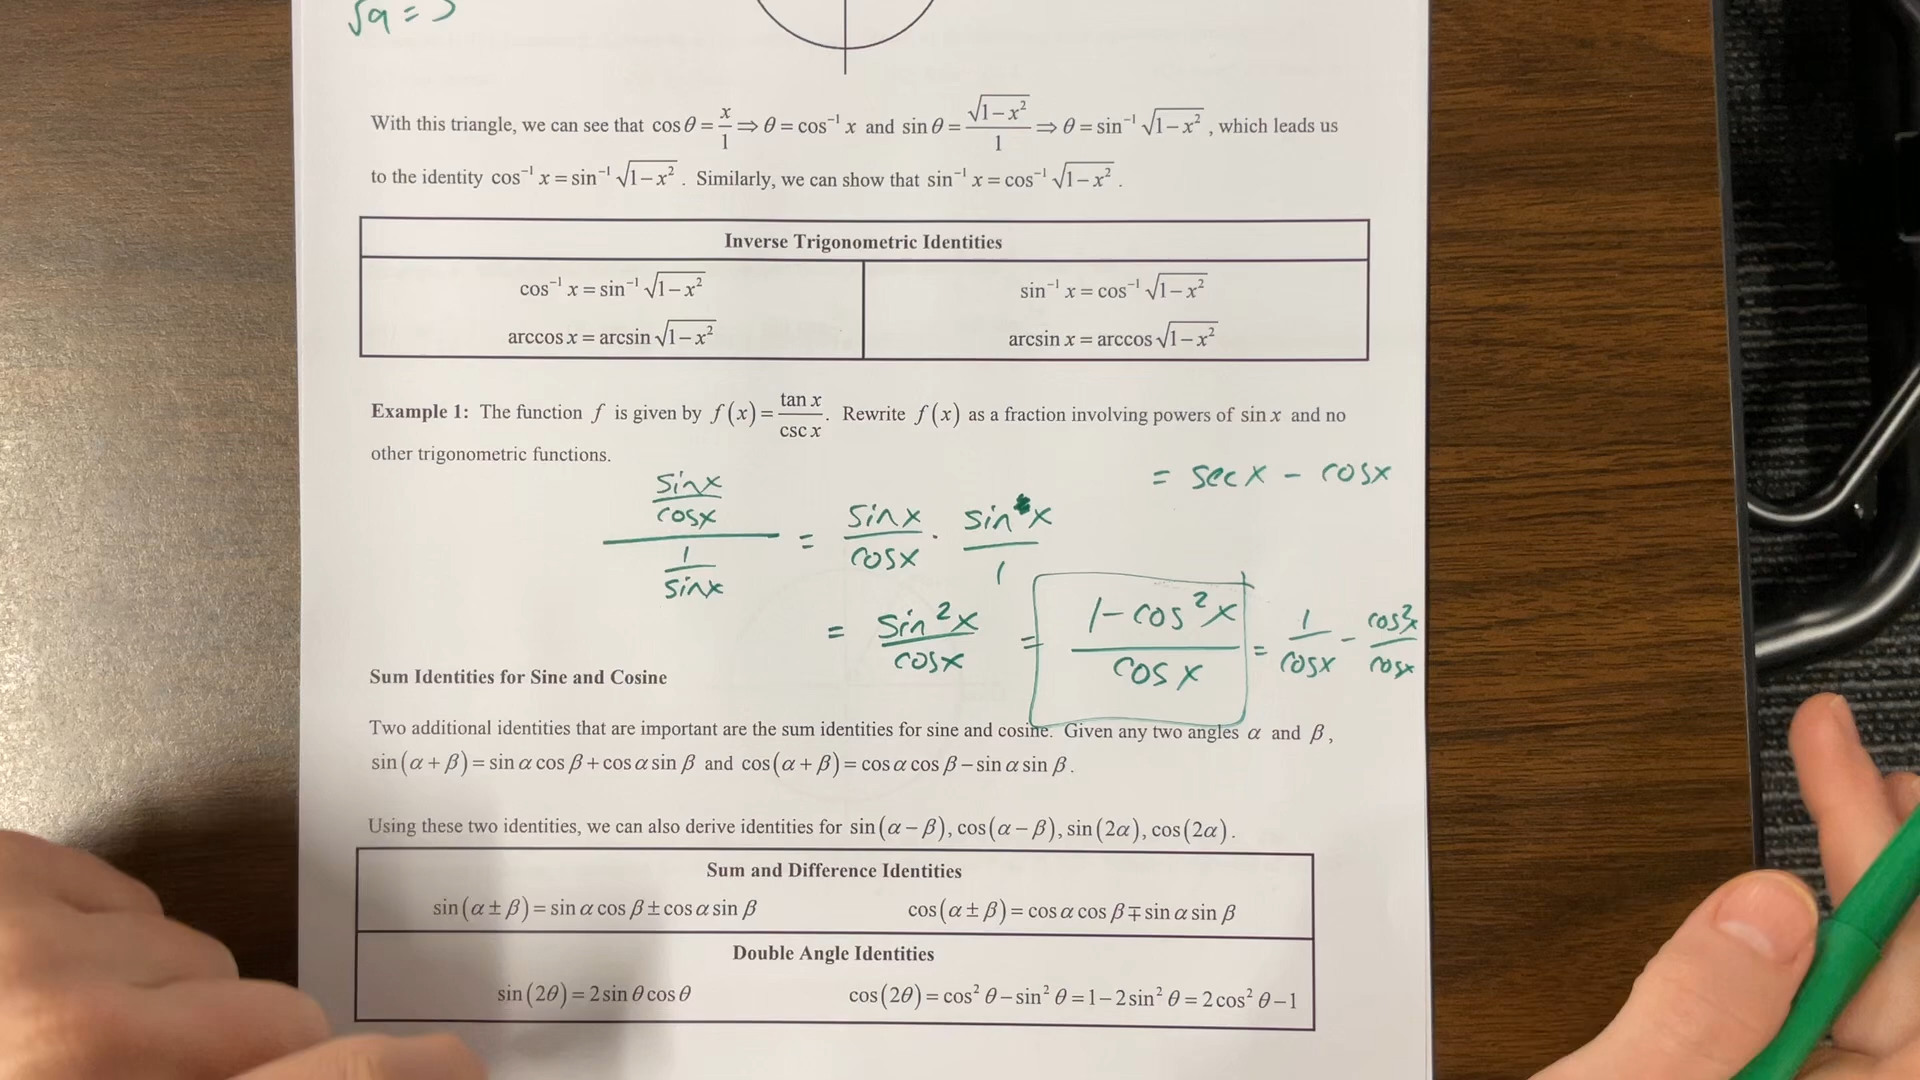 √9 = 3
With this triangle, we can see that cos θ = x/1 ⇒ θ = cos⁻¹ x and sin θ = √(1−x²)/1 ⇒ θ = sin⁻¹ √(1−x²), which leads us
to the identity cos⁻¹ x = sin⁻¹ √(1−x²). Similarly, we can show that sin⁻¹ x = cos⁻¹ √(1−x²).
Inverse Trigonometric Identities
cos⁻¹ x = sin⁻¹ √(1−x²)
arccos x = arcsin √(1−x²)
sin⁻¹ x = cos⁻¹ √(1−x²)
arcsin x = arccos √(1−x²)
Example 1: The function f is given by f(x) = tan x/csc x. Rewrite f(x) as a fraction involving powers of sin x and no
other trigonometric functions.
= sec x − cos x
(sin x/cos x)/(1/sin x) = sin x/cos x · sin x/1
= sin²x/cos x = (1 − cos²x)/cos x = 1/cos x − cos²x/cos x
Sum Identities for Sine and Cosine
Two additional identities that are important are the sum identities for sine and cosine. Given any two angles α and β,
sin(α + β) = sin α cos β + cos α sin β and cos(α + β) = cos α cos β − sin α sin β.
Using these two identities, we can also derive identities for sin(α − β), cos(α − β), sin(2α), cos(2α).
Sum and Difference Identities
sin(α ± β) = sin α cos β ± cos α sin β
cos(α ± β) = cos α cos β ∓ sin α sin β
Double Angle Identities
sin(2θ) = 2 sin θ cos θ
cos(2θ) = cos² θ − sin² θ = 1 − 2 sin² θ = 2 cos² θ − 1